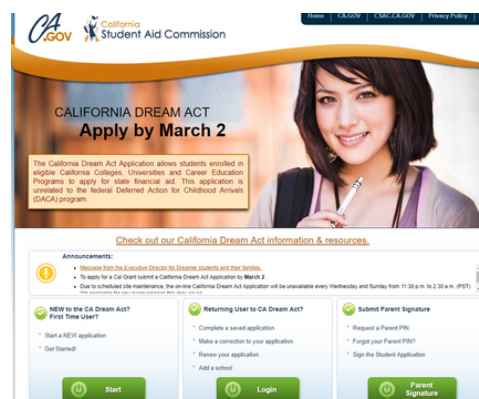 Home | CA.GOV | CSAC.CA.GOV | Privacy Policy
CA.GOV
California
Student Aid Commission
CALIFORNIA DREAM ACT
Apply by March 2
The California Dream Act Application allows students enrolled in
eligible California Colleges, Universities and Career Education
Programs to apply for state financial aid. This application is
unrelated to the federal Deferred Action for Childhood Arrivals
(DACA) program.
Check out our California Dream Act information & resources.
Announcements:
Message from the Executive Director for Dreamer students and their families.
To apply for a Cal Grant submit a California Dream Act Application by March 2
Due to scheduled site maintenance, the on-line California Dream Act Application will be unavailable every Wednesday and Sunday from 11:30 p.m. to 2:30 a.m. (PST)
NEW to the CA Dream Act?
First Time User?
Start a NEW application
Get Started!
Start
Returning User to CA Dream Act?
Complete a saved application
Make a correction to your application
Renew your application
Add a school
Login
Submit Parent Signature
Request a Parent PIN
Forgot your Parent PIN?
Sign the Student Application
Parent
Signature